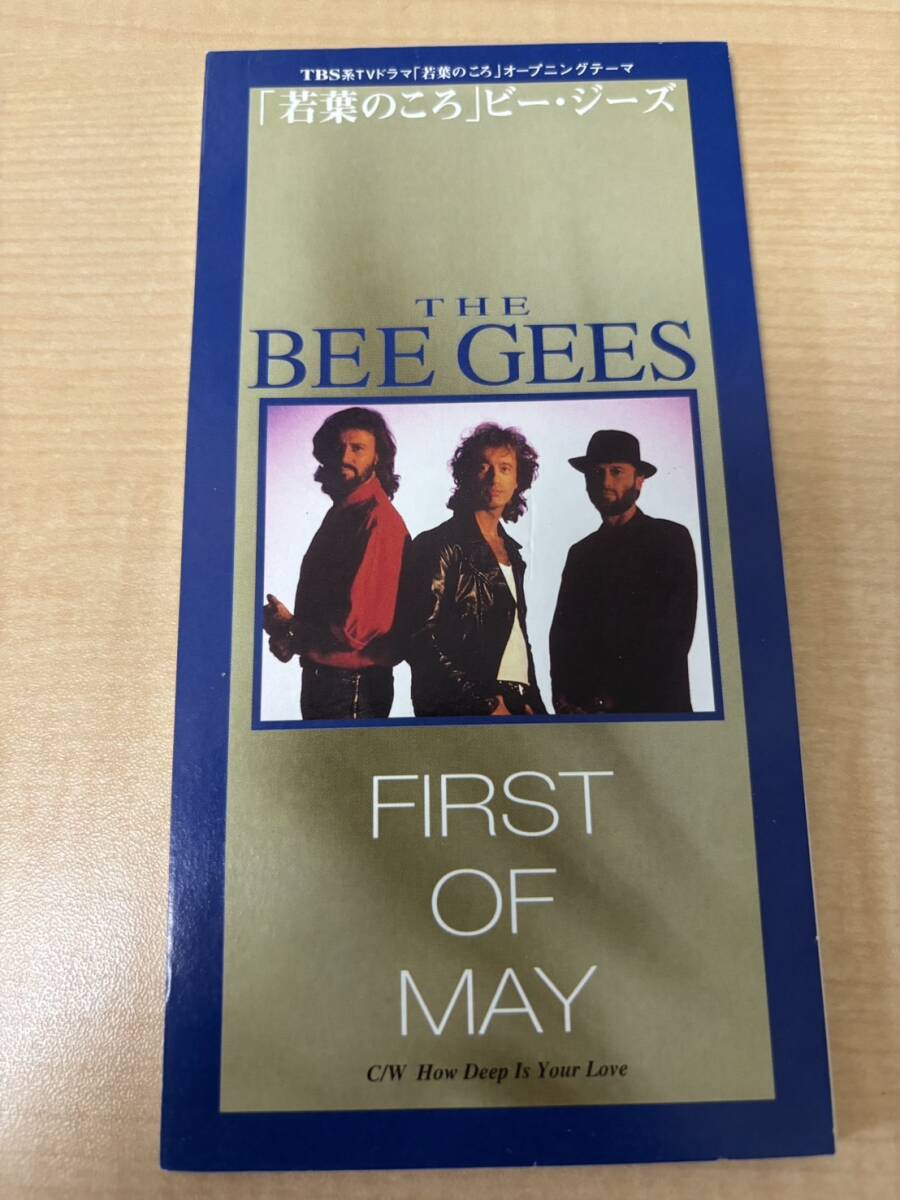 TBS系TVドラマ「若葉のころ」オープニングテーマ
「若葉のころ」ビー・ジーズ
THE
BEE GEES
FIRST
OF
MAY
C/W How Deep Is Your Love